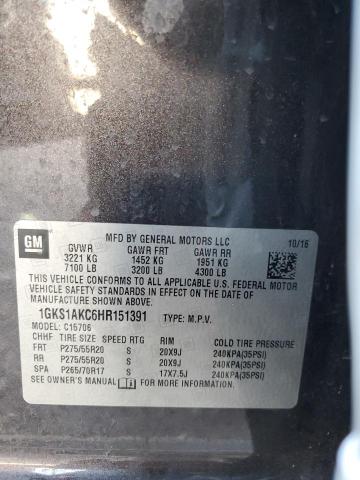 GM
MFD BY GENERAL MOTORS LLC 10/16
GVWR GAWR FRT GAWR RR
3221 KG 1452 KG 1951 KG
7100 LB 3200 LB 4300 LB
THIS VEHICLE CONFORMS TO ALL APPLICABLE U.S. FEDERAL MOTOR
VEHICLE SAFETY AND THEFT PREVENTION STANDARDS IN EFFECT ON
THE DATE OF MANUFACTURE SHOWN ABOVE.
1GKS1AKC6HR151391 TYPE: M.P.V.
MODEL: C15706
CHHF TIRE SIZE SPEED RTG RIM COLD TIRE PRESSURE
FRT P275/55R20 S 20X9J 240KPA(35PSI)
RR P275/55R20 S 20X9J 240KPA(35PSI)
SPA P265/70R17 S 17X7.5J 240KPA(35PSI)
SEE OWNER'S MANUAL FOR MORE INFORMATION.